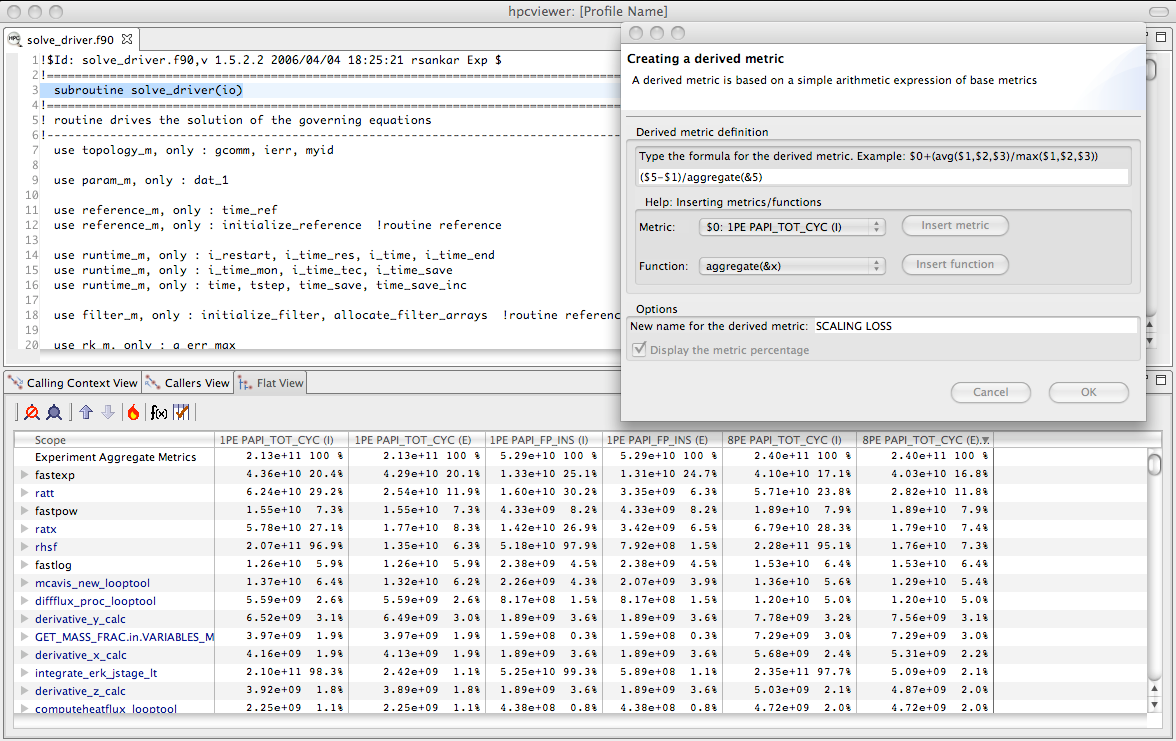 hpcviewer: [Profile Name]
solve_driver.f90
1 !$Id: solve_driver.f90,v 1.5.2.2 2006/04/04 18:25:21 rsankar Exp $
2 !=========================================================================
3 subroutine solve_driver(io)
4 !=========================================================================
5 ! routine drives the solution of the governing equations
6 !-------------------------------------------------------------------------
7 use topology_m, only : gcomm, ierr, myid
8
9 use param_m, only : dat_1
10
11 use reference_m, only : time_ref
12 use reference_m, only : initialize_reference !routine reference
13
14 use runtime_m, only : i_restart, i_time_res, i_time, i_time_end
15 use runtime_m, only : i_time_mon, i_time_tec, i_time_save
16 use runtime_m, only : time, tstep, time_save, time_save_inc
17
18 use filter_m, only : initialize_filter, allocate_filter_arrays !routine referenc
19
20 use rk_m, only : q_err_max
Creating a derived metric
A derived metric is based on a simple arithmetic expression of base metrics
Derived metric definition
Type the formula for the derived metric. Example: $0+(avg($1,$2,$3)/max($1,$2,$3))
($5-$1)/aggregate(&5)
Help: Inserting metrics/functions
Metric: $0: 1PE PAPI_TOT_CYC (I) Insert metric
Function: aggregate(&x) Insert function
Options
New name for the derived metric: SCALING LOSS
Display the metric percentage
Cancel OK
Calling Context View Callers View Flat View
f(x)
Scope 1PE PAPI_TOT_CYC (I) 1PE PAPI_TOT_CYC (E) 1PE PAPI_FP_INS (I) 1PE PAPI_FP_INS (E) 8PE PAPI_TOT_CYC (I) 8PE PAPI_TOT_CYC (E)
Experiment Aggregate Metrics 2.13e+11 100 % 2.13e+11 100 % 5.29e+10 100 % 5.29e+10 100 % 2.40e+11 100 % 2.40e+11 100 %
fastexp 4.36e+10 20.4% 4.29e+10 20.1% 1.33e+10 25.1% 1.31e+10 24.7% 4.10e+10 17.1% 4.03e+10 16.8%
ratt 6.24e+10 29.2% 2.54e+10 11.9% 1.60e+10 30.2% 3.35e+09 6.3% 5.71e+10 23.8% 2.82e+10 11.8%
fastpow 1.55e+10 7.3% 1.55e+10 7.3% 4.33e+09 8.2% 4.33e+09 8.2% 1.89e+10 7.9% 1.89e+10 7.9%
ratx 5.78e+10 27.1% 1.77e+10 8.3% 1.42e+10 26.9% 3.42e+09 6.5% 6.79e+10 28.3% 1.79e+10 7.4%
rhsf 2.07e+11 96.9% 1.35e+10 6.3% 5.18e+10 97.9% 7.92e+08 1.5% 2.28e+11 95.1% 1.76e+10 7.3%
fastlog 1.26e+10 5.9% 1.26e+10 5.9% 2.38e+09 4.5% 2.38e+09 4.5% 1.53e+10 6.4% 1.53e+10 6.4%
mcavis_new_looptool 1.37e+10 6.4% 1.32e+10 6.2% 2.26e+09 4.3% 2.07e+09 3.9% 1.36e+10 5.6% 1.29e+10 5.4%
diffflux_proc_looptool 5.59e+09 2.6% 5.59e+09 2.6% 8.17e+08 1.5% 8.17e+08 1.5% 1.20e+10 5.0% 1.20e+10 5.0%
derivative_y_calc 6.52e+09 3.1% 6.49e+09 3.0% 1.89e+09 3.6% 1.89e+09 3.6% 7.78e+09 3.2% 7.56e+09 3.1%
GET_MASS_FRAC.in.VARIABLES_M 3.97e+09 1.9% 3.97e+09 1.9% 1.59e+08 0.3% 1.59e+08 0.3% 7.29e+09 3.0% 7.29e+09 3.0%
derivative_x_calc 4.16e+09 1.9% 4.13e+09 1.9% 1.89e+09 3.6% 1.89e+09 3.6% 5.68e+09 2.4% 5.31e+09 2.2%
integrate_erk_jstage_lt 2.10e+11 98.3% 2.42e+09 1.1% 5.25e+10 99.3% 5.89e+08 1.1% 2.35e+11 97.7% 5.09e+09 2.1%
derivative_z_calc 3.92e+09 1.8% 3.89e+09 1.8% 1.89e+09 3.6% 1.89e+09 3.6% 5.03e+09 2.1% 4.87e+09 2.0%
computeheatflux_looptool 2.25e+09 1.1% 2.25e+09 1.1% 4.38e+08 0.8% 4.38e+08 0.8% 4.72e+09 2.0% 4.72e+09 2.0%